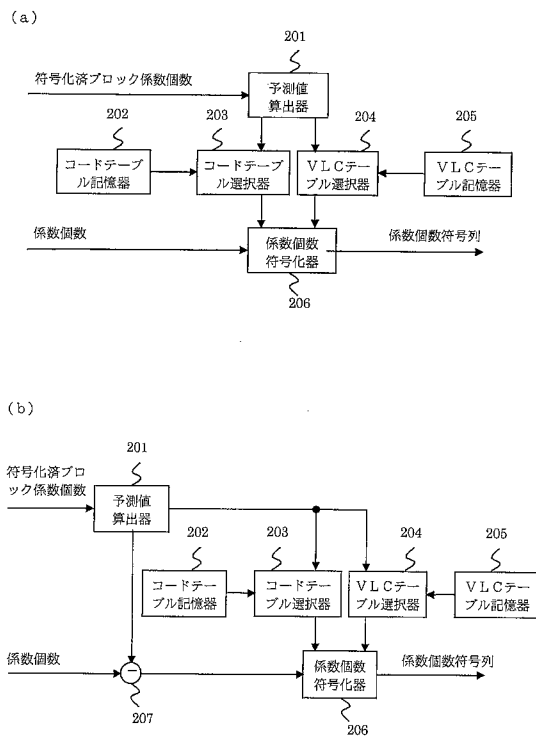 (a)
201
符号化済ブロック係数個数
予測値
算出器
202
203
204
205
コードテーブ
ル記憶器
コードテーブ
ル選択器
VLCテー
ブル選択器
VLCテー
ブル記憶器
係数個数
係数個数
符号化器
係数個数符号列
206
(b)
201
符号化済ブロ
ック係数個数
予測値
算出器
202
203
204
205
コードテーブ
ル記憶器
コードテーブ
ル選択器
VLCテー
ブル選択器
VLCテー
ブル記憶器
係数個数
−
係数個数
符号化器
係数個数符号列
207
206